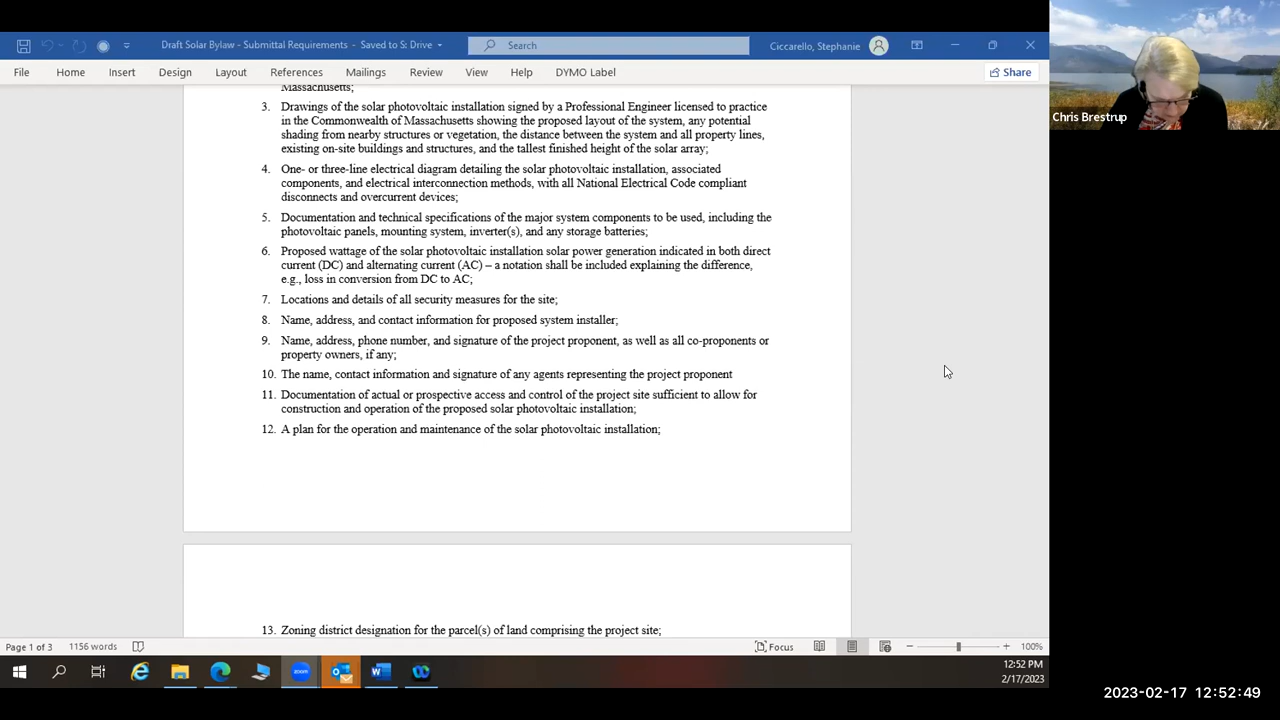 Draft Solar Bylaw - Submittal Requirements - Saved to S: Drive
Search
Ciccarello, Stephanie
File Home Insert Design Layout References Mailings Review View Help DYMO Label Share
Massachusetts;
3. Drawings of the solar photovoltaic installation signed by a Professional Engineer licensed to practice
in the Commonwealth of Massachusetts showing the proposed layout of the system, any potential
shading from nearby structures or vegetation, the distance between the system and all property lines,
existing on-site buildings and structures, and the tallest finished height of the solar array;
4. One- or three-line electrical diagram detailing the solar photovoltaic installation, associated
components, and electrical interconnection methods, with all National Electrical Code compliant
disconnects and overcurrent devices;
5. Documentation and technical specifications of the major system components to be used, including the
photovoltaic panels, mounting system, inverter(s), and any storage batteries;
6. Proposed wattage of the solar photovoltaic installation solar power generation indicated in both direct
current (DC) and alternating current (AC) – a notation shall be included explaining the difference,
e.g., loss in conversion from DC to AC;
7. Locations and details of all security measures for the site;
8. Name, address, and contact information for proposed system installer;
9. Name, address, phone number, and signature of the project proponent, as well as all co-proponents or
property owners, if any;
10. The name, contact information and signature of any agents representing the project proponent
11. Documentation of actual or prospective access and control of the project site sufficient to allow for
construction and operation of the proposed solar photovoltaic installation;
12. A plan for the operation and maintenance of the solar photovoltaic installation;
13. Zoning district designation for the parcel(s) of land comprising the project site;
Page 1 of 3 1156 words Focus 100%
zoom
12:52 PM
2/17/2023
Chris Brestrup
2023-02-17 12:52:49